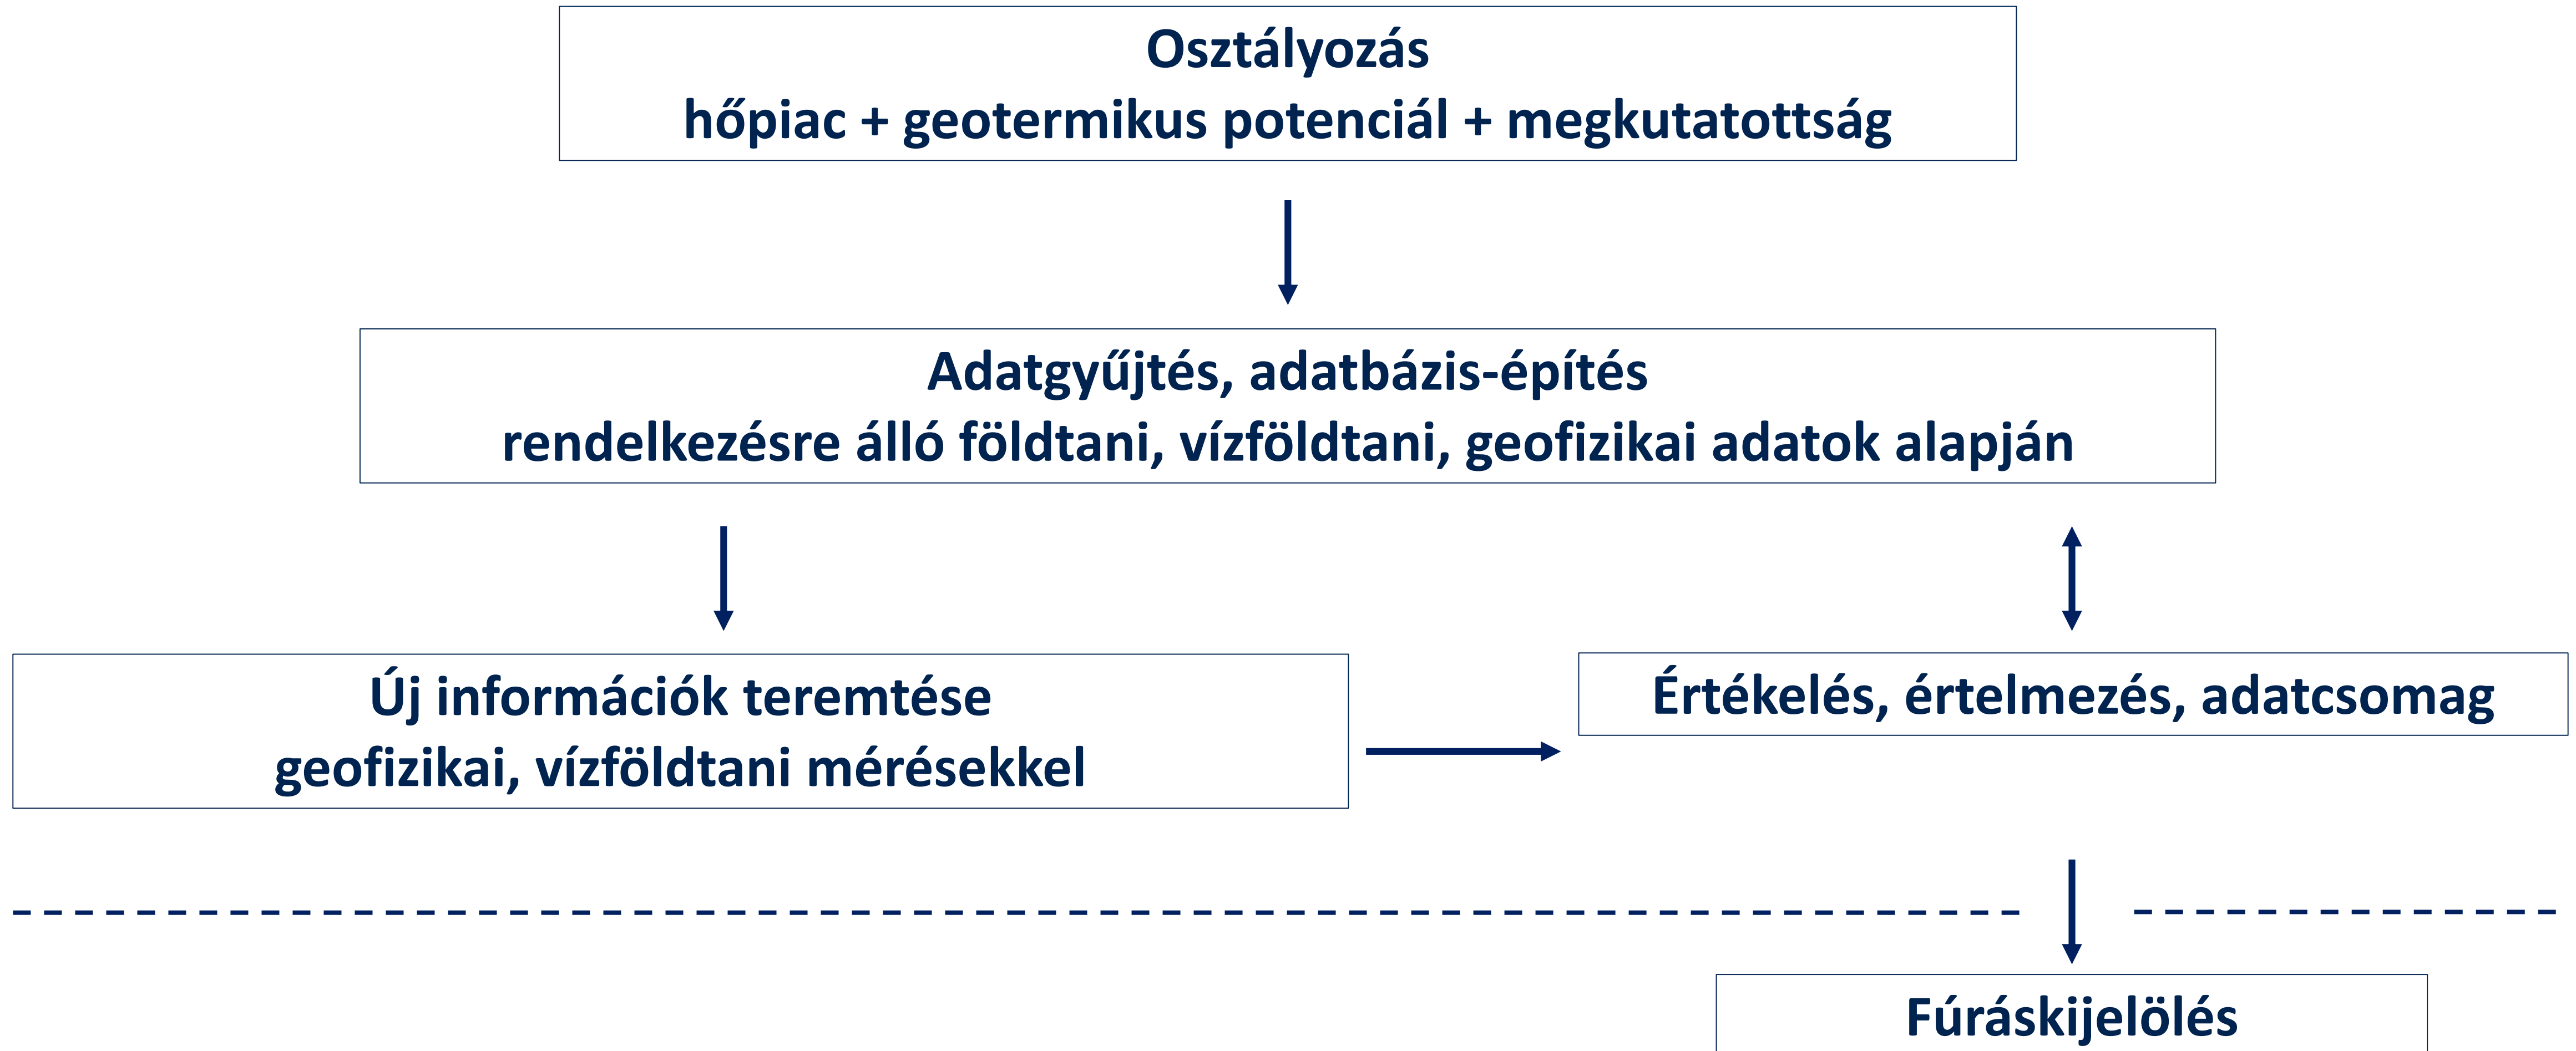 Osztályozás
hőpiac + geotermikus potenciál + megkutatottság
Adatgyűjtés, adatbázis-építés
rendelkezésre álló földtani, vízföldtani, geofizikai adatok alapján
Új információk teremtése
geofizikai, vízföldtani mérésekkel
Értékelés, értelmezés, adatcsomag
Fúráskijelölés